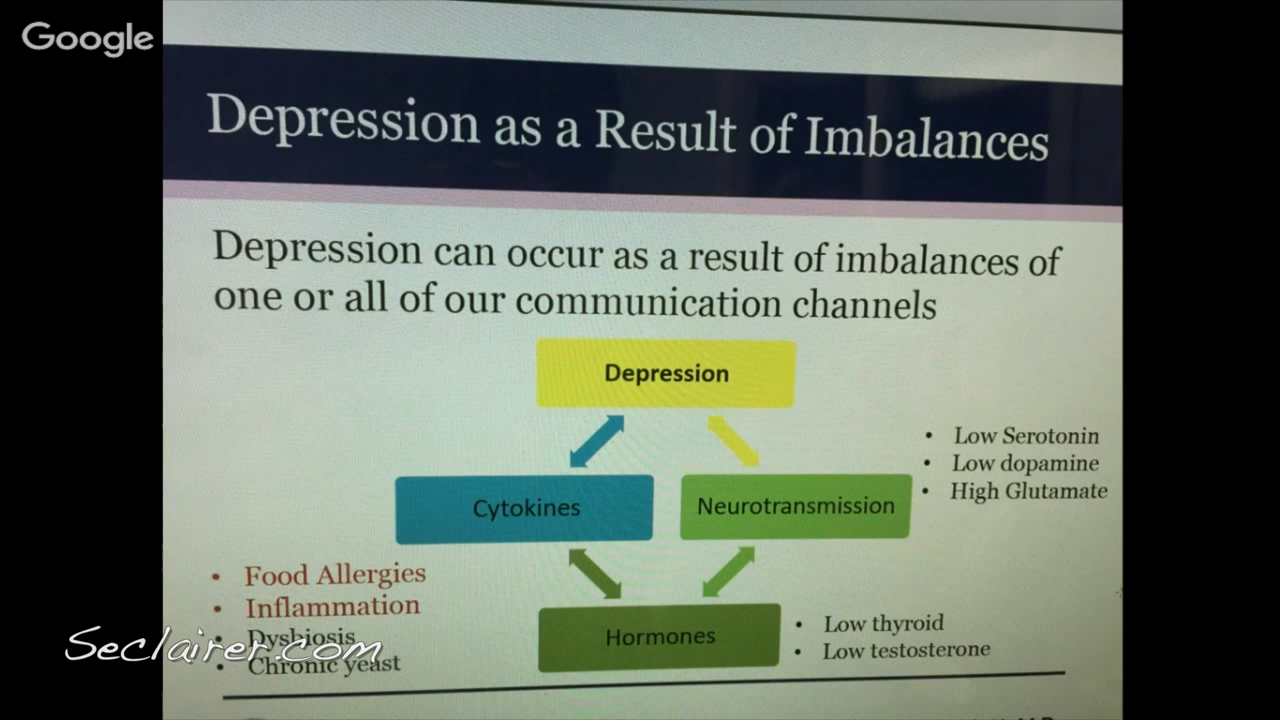 Google
Depression as a Result of Imbalances
Depression can occur as a result of imbalances of
one or all of our communication channels
Depression
• Low Serotonin
• Low dopamine
• High Glutamate
Cytokines
Neurotransmission
• Food Allergies
• Inflammation
• Dysbiosis
• Chronic yeast
Hormones
• Low thyroid
• Low testosterone
Seclairer.com